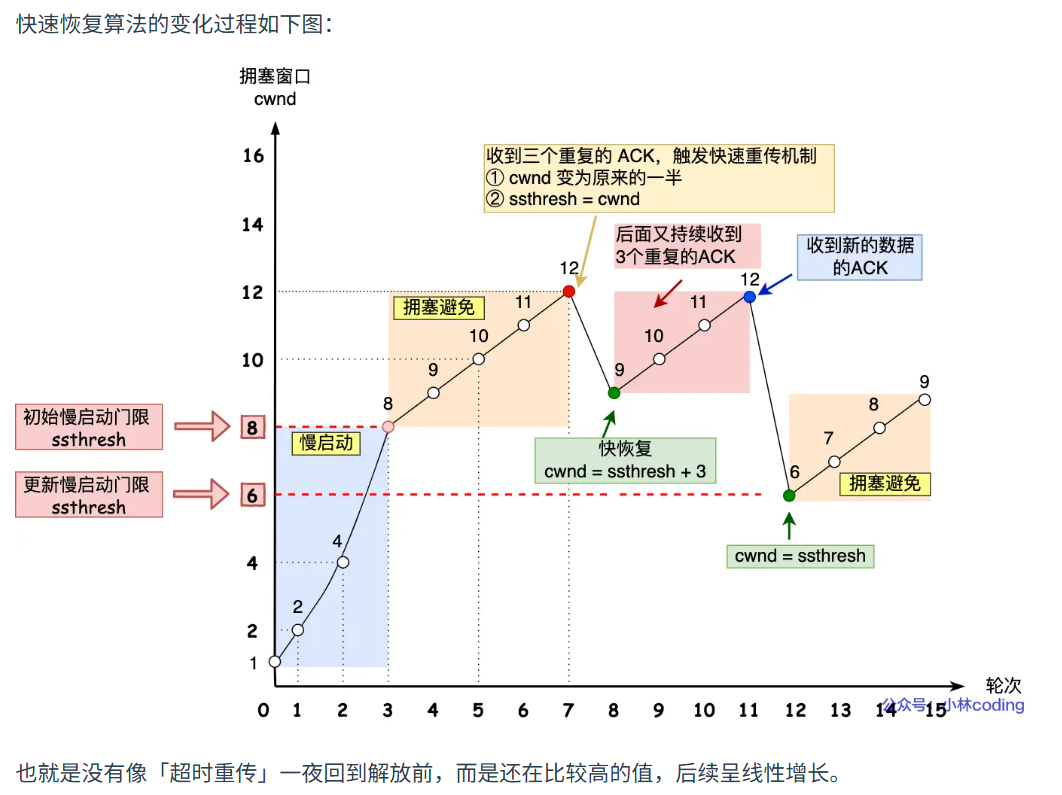 快速恢复算法的变化过程如下图：
拥塞窗口
cwnd
16
14
12
10
8
6
4
2
1
收到三个重复的 ACK，触发快速重传机制
① cwnd 变为原来的一半
② ssthresh = cwnd
后面又持续收到
3个重复的ACK
收到新的数据
的ACK
拥塞避免
慢启动
初始慢启动门限
ssthresh
更新慢启动门限
ssthresh
2
4
8
9
10
11
12
9
10
11
12
6
7
8
9
快恢复
cwnd = ssthresh + 3
拥塞避免
cwnd = ssthresh
0 1 2 3 4 5 6 7 8 9 10 11 12 13 14 15
轮次
公众号：小林coding
也就是没有像「超时重传」一夜回到解放前，而是还在比较高的值，后续呈线性增长。